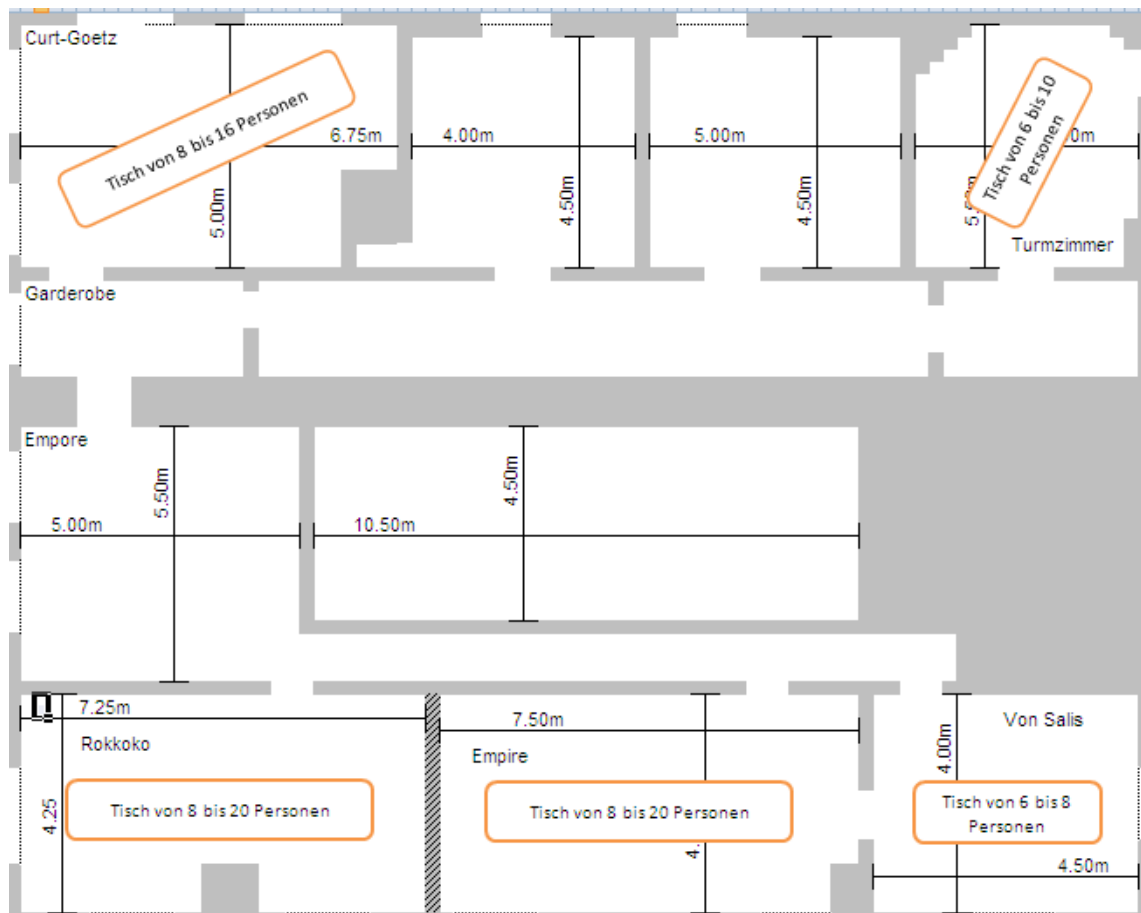 Curt-Goetz
Tisch von 8 bis 16 Personen
6.75m
5.00m
4.00m
4.50m
5.00m
4.50m
Tisch von 6 bis 10
Personen
Turmzimmer
Garderobe
Empore
5.50m
5.00m
4.50m
10.50m
7.25m
Rokkoko
4.25
Tisch von 8 bis 20 Personen
7.50m
Empire
Tisch von 8 bis 20 Personen
Von Salis
4.00m
Tisch von 6 bis 8
Personen
4.50m